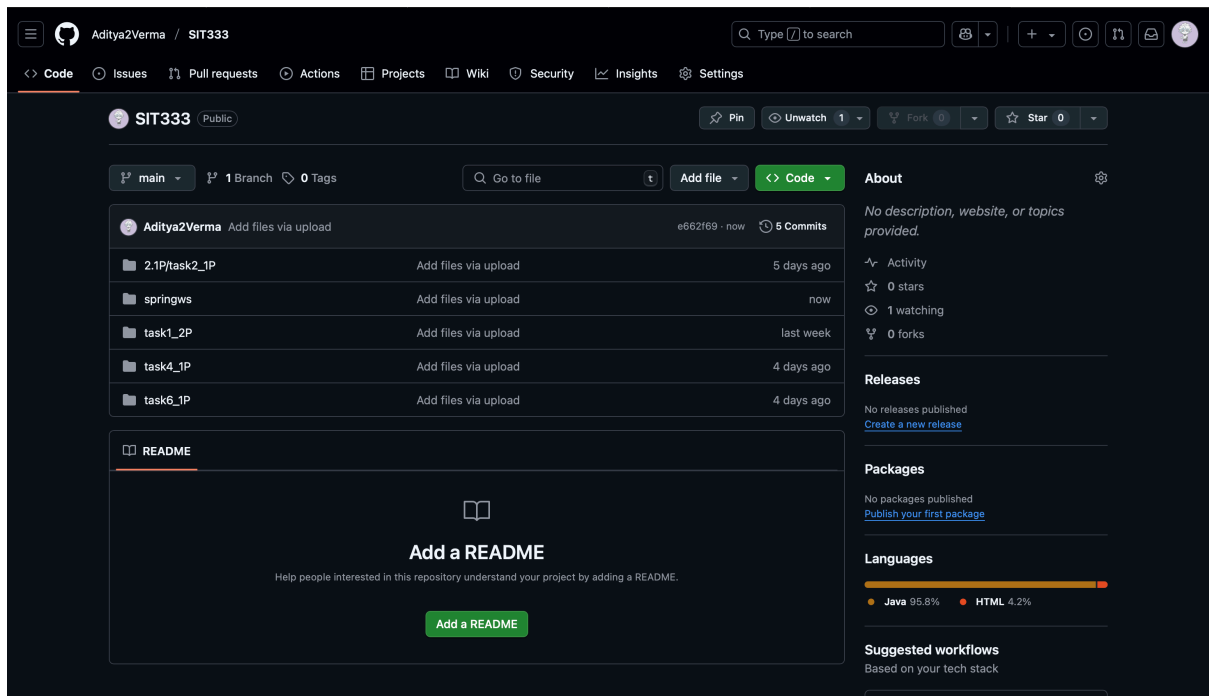 Aditya2Verma / SIT333
Type / to search
Code Issues Pull requests Actions Projects Wiki Security Insights Settings
SIT333 Public
Pin Unwatch 1 Fork 0 Star 0
main 1 Branch 0 Tags
Go to file t Add file Code
Aditya2Verma Add files via upload e662f69 · now 5 Commits
2.1P/task2_1P Add files via upload 5 days ago
springws Add files via upload now
task1_2P Add files via upload last week
task4_1P Add files via upload 4 days ago
task6_1P Add files via upload 4 days ago
README
Add a README
Help people interested in this repository understand your project by adding a README.
Add a README
About
No description, website, or topics
provided.
Activity
0 stars
1 watching
0 forks
Releases
No releases published
Create a new release
Packages
No packages published
Publish your first package
Languages
Java 95.8% HTML 4.2%
Suggested workflows
Based on your tech stack